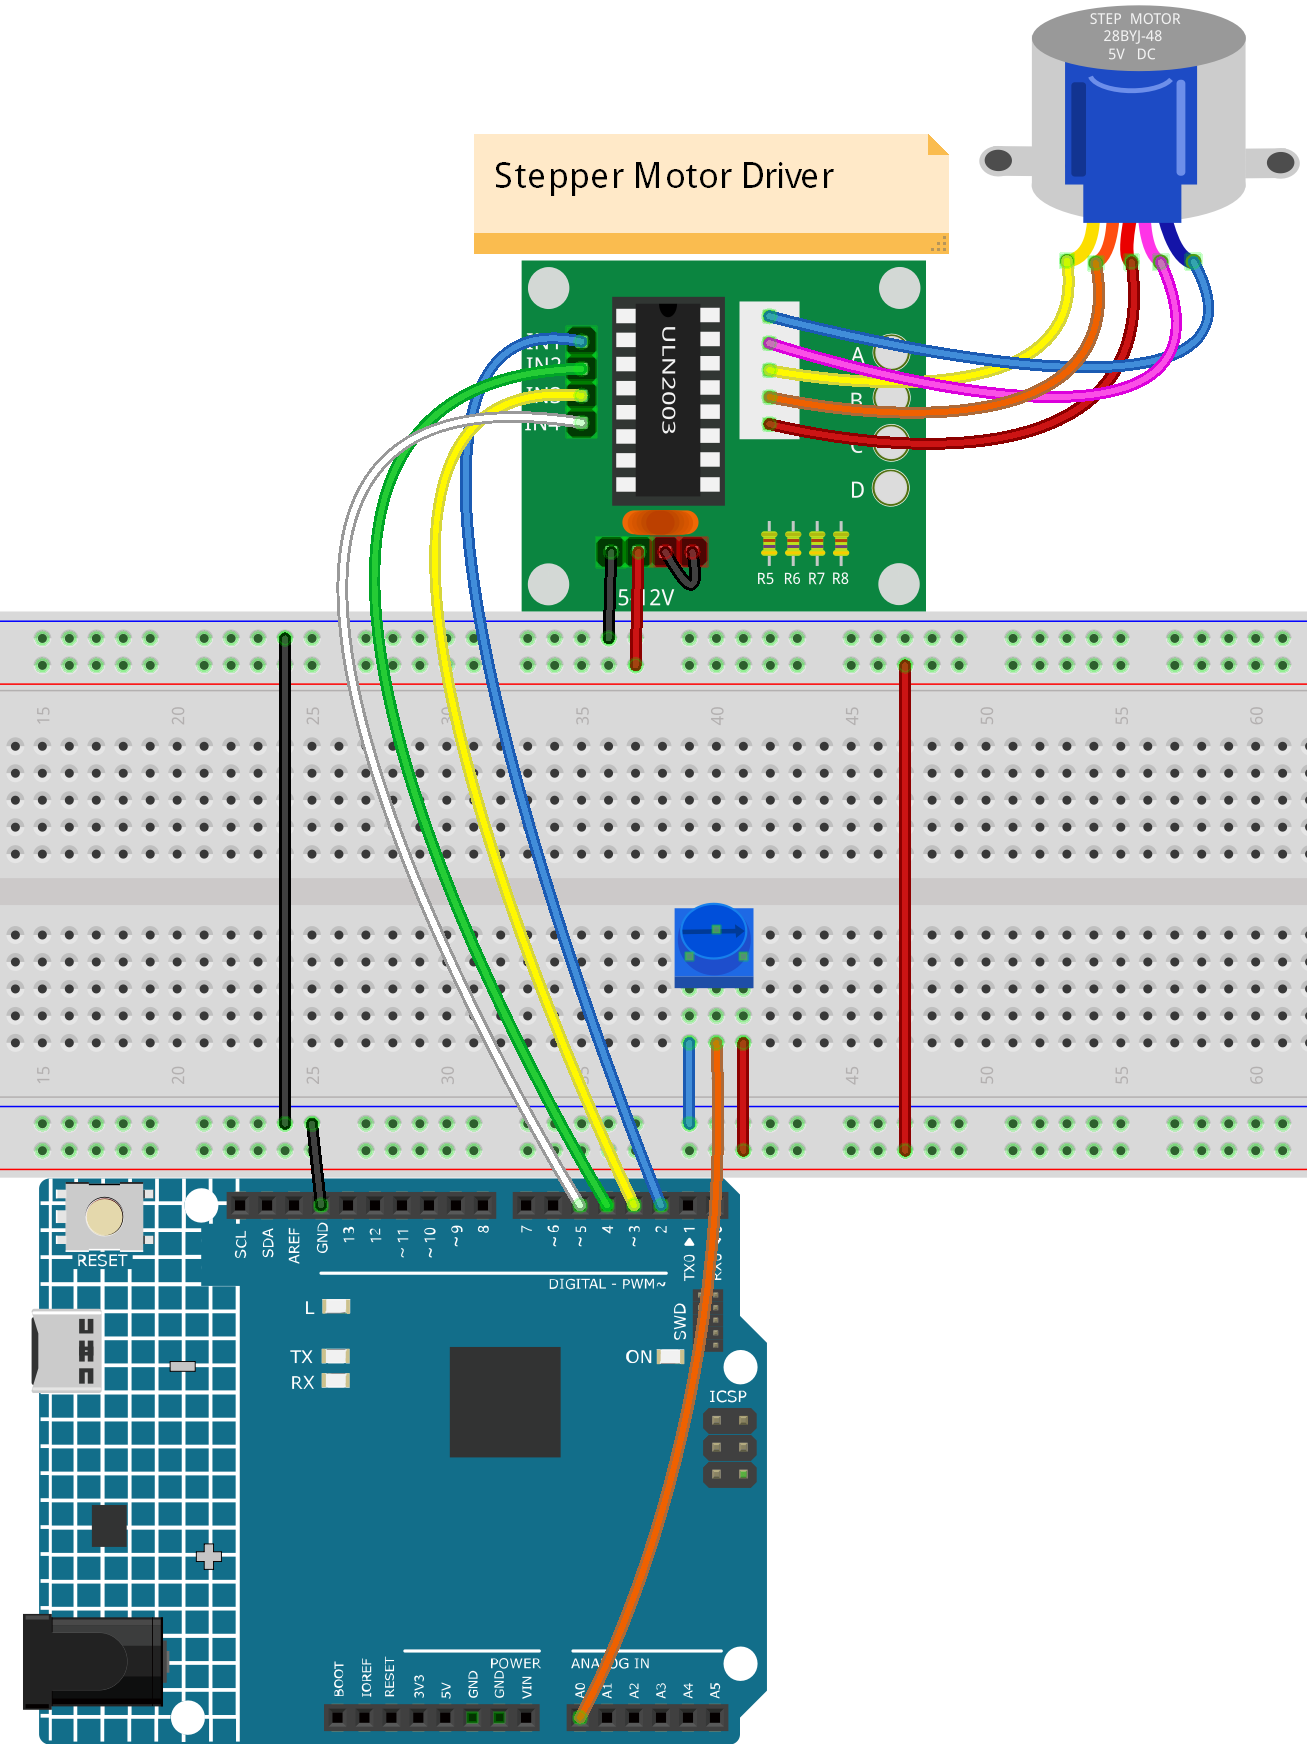 STEP MOTOR
28BYJ-48
5V DC
Stepper Motor Driver
IN1
IN2
IN3
IN4
ULN2003
A
B
C
D
R5 R6 R7 R8
5-12V
15 20 25 30 35 40 45 50 55 60
15 20 25 30 35 45 50 55 60
RESET
SCL SDA AREF GND 13 12 ~11 ~10 ~9 8 7 ~6 ~5 4 ~3 2 TX0 ▶1 RX0
DIGITAL - PWM~
L
TX
RX
ON
SWD
ICSP
POWER
ANALOG IN
BOOT IOREF RESET 3V3 5V GND GND VIN A0 A1 A2 A3 A4 A5